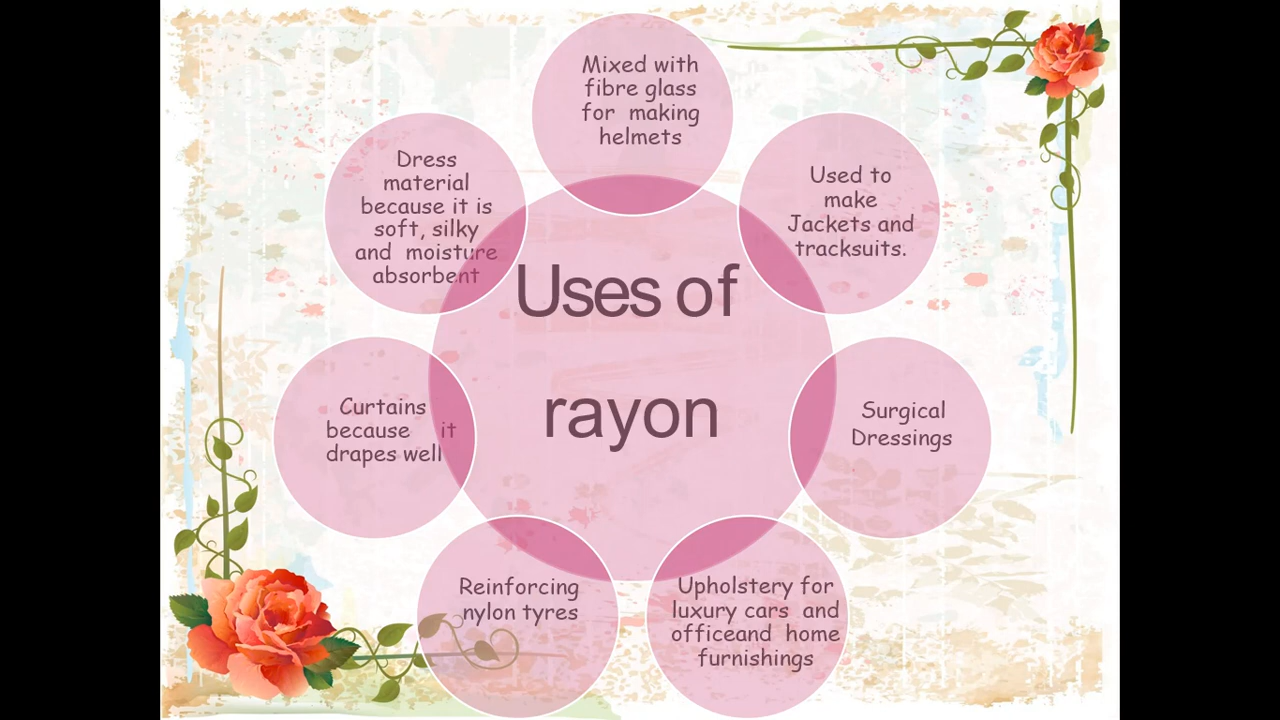 Uses of
rayon
Mixed with
fibre glass
for making
helmets
Used to
make
Jackets and
tracksuits.
Surgical
Dressings
Upholstery for
luxury cars and
officeand home
furnishings
Reinforcing
nylon tyres
Curtains
because it
drapes well
Dress
material
because it is
soft, silky
and moisture
absorbent